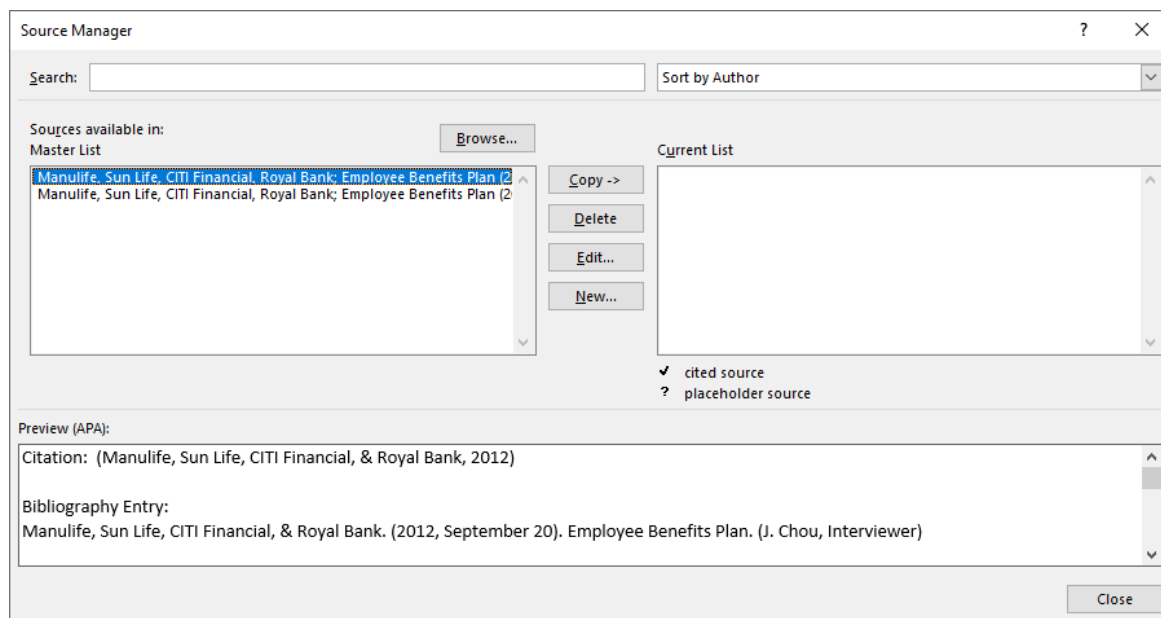 Source Manager
?
Search:
Sort by Author
Sources available in:
Master List
Browse...
Current List
Manulife, Sun Life, CITI Financial, Royal Bank; Employee Benefits Plan (2
Manulife, Sun Life, CITI Financial, Royal Bank; Employee Benefits Plan (2
Copy ->
Delete
Edit...
New...
✓ cited source
? placeholder source
Preview (APA):
Citation: (Manulife, Sun Life, CITI Financial, & Royal Bank, 2012)
Bibliography Entry:
Manulife, Sun Life, CITI Financial, & Royal Bank. (2012, September 20). Employee Benefits Plan. (J. Chou, Interviewer)
Close